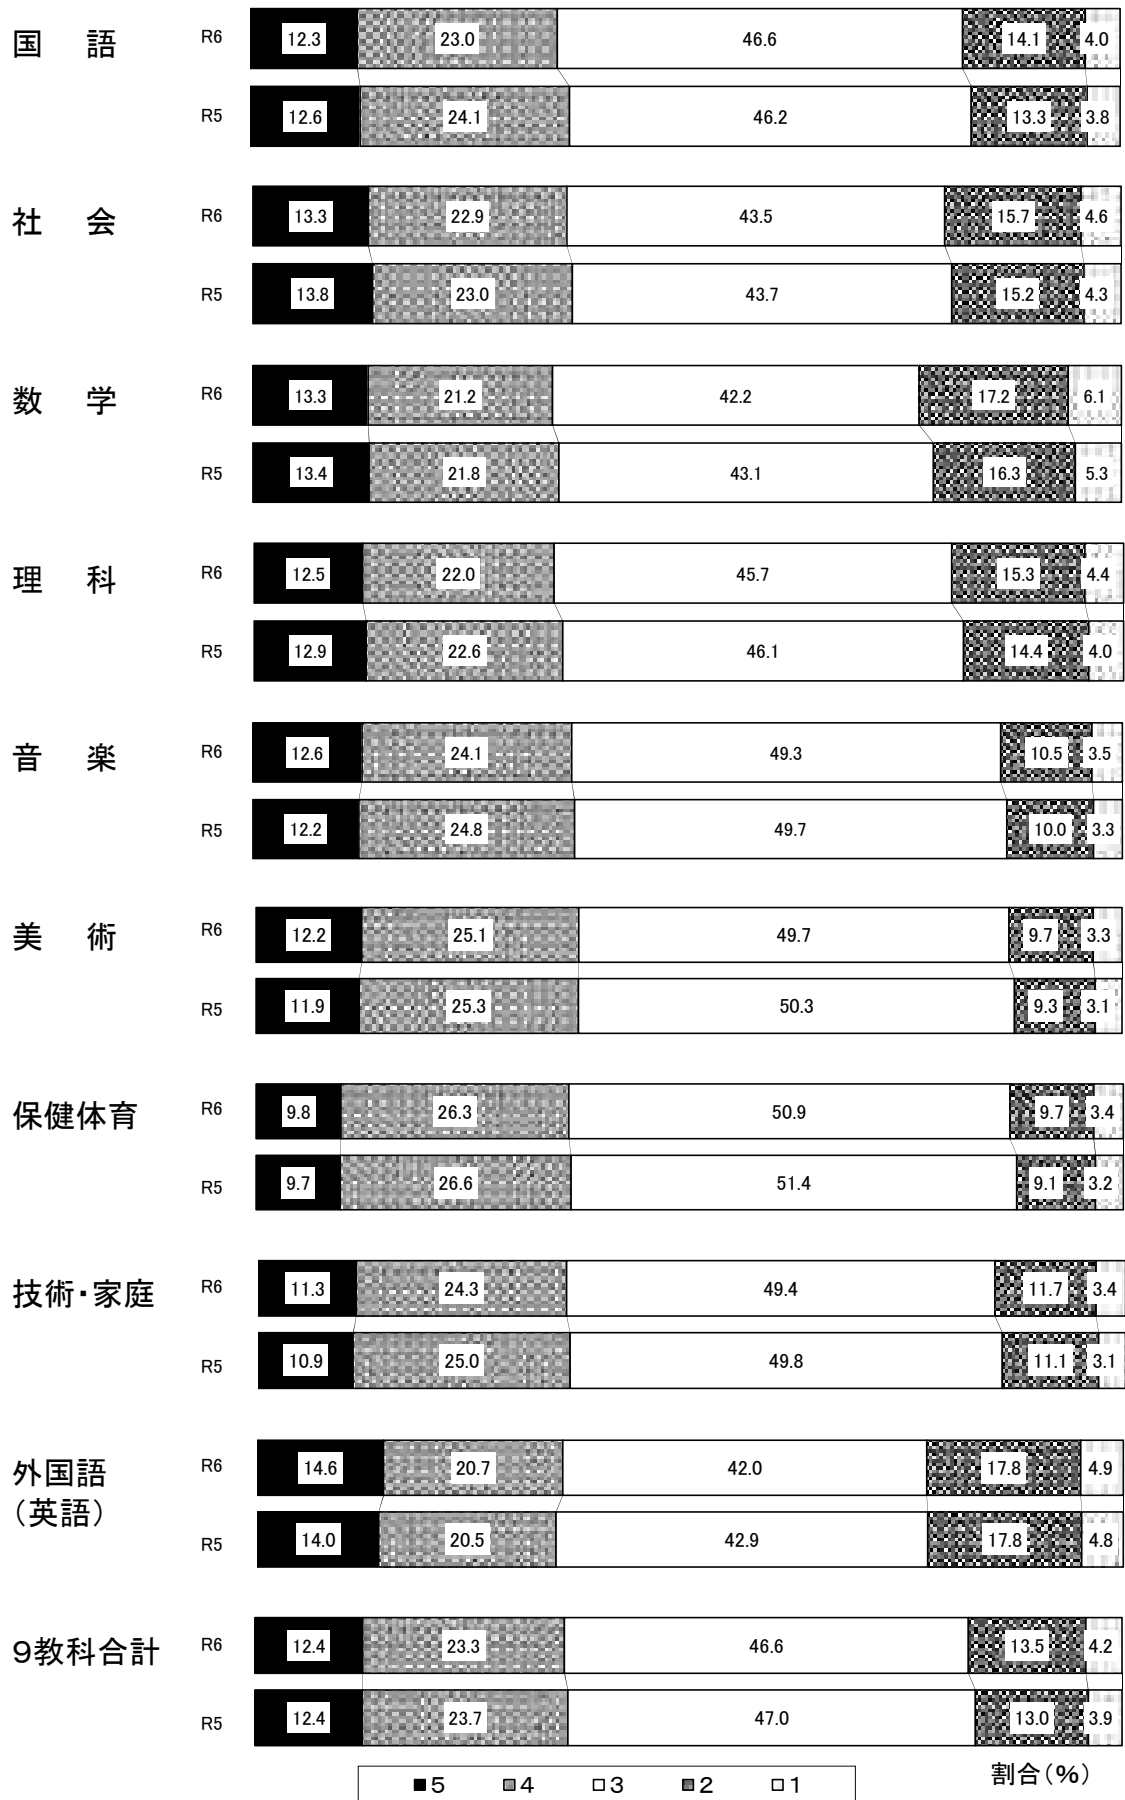 国　語 R6 12.3 23.0 46.6 14.1 4.0
R5 12.6 24.1 46.2 13.3 3.8
社　会 R6 13.3 22.9 43.5 15.7 4.6
R5 13.8 23.0 43.7 15.2 4.3
数　学 R6 13.3 21.2 42.2 17.2 6.1
R5 13.4 21.8 43.1 16.3 5.3
理　科 R6 12.5 22.0 45.7 15.3 4.4
R5 12.9 22.6 46.1 14.4 4.0
音　楽 R6 12.6 24.1 49.3 10.5 3.5
R5 12.2 24.8 49.7 10.0 3.3
美　術 R6 12.2 25.1 49.7 9.7 3.3
R5 11.9 25.3 50.3 9.3 3.1
保健体育 R6 9.8 26.3 50.9 9.7 3.4
R5 9.7 26.6 51.4 9.1 3.2
技術・家庭 R6 11.3 24.3 49.4 11.7 3.4
R5 10.9 25.0 49.8 11.1 3.1
外国語 R6 14.6 20.7 42.0 17.8 4.9
（英語）
R5 14.0 20.5 42.9 17.8 4.8
9教科合計 R6 12.4 23.3 46.6 13.5 4.2
R5 12.4 23.7 47.0 13.0 3.9
割合（％）
5 4 3 2 1